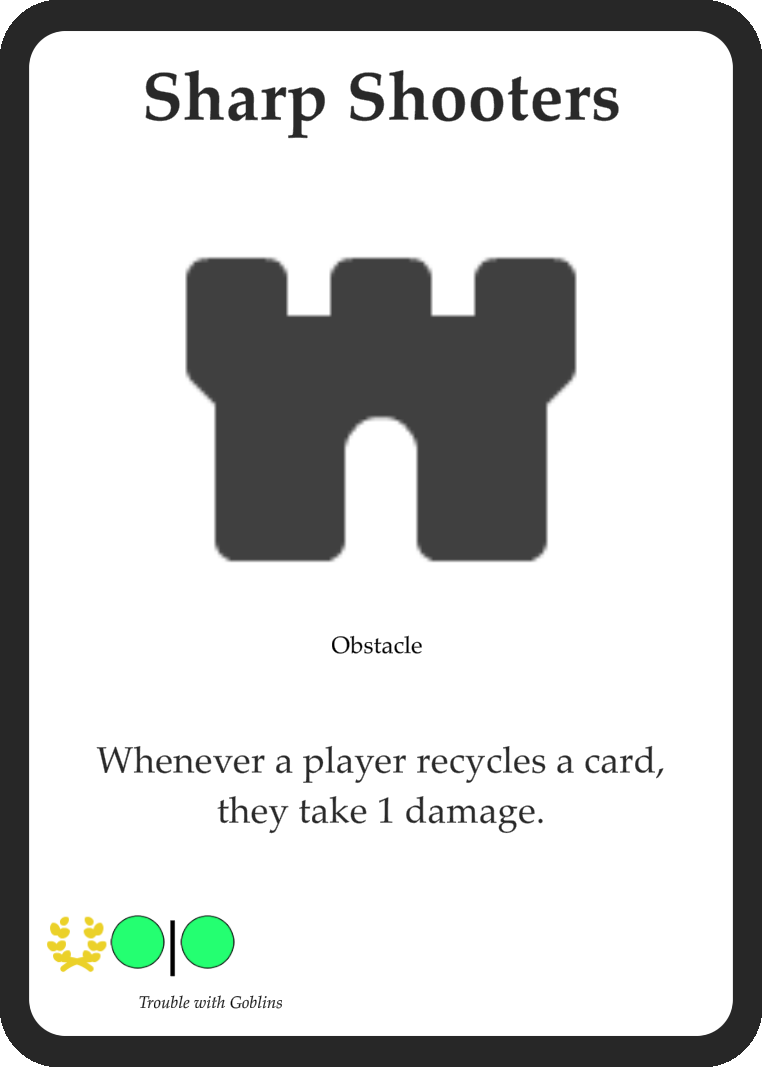 Sharp Shooters
Obstacle
Whenever a player recycles a card,
they take 1 damage.
Trouble with Goblins